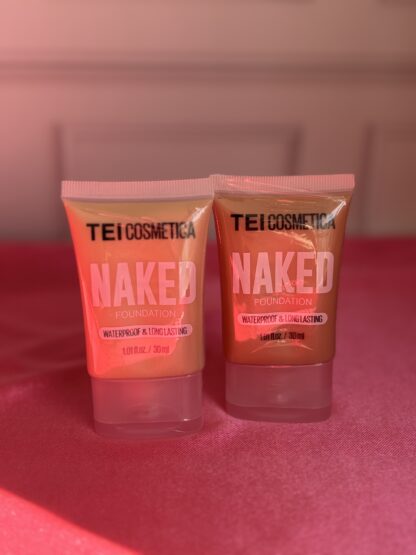 TEI COSMETICA
NAKED
FOUNDATION
WATERPROOF & LONG LASTING
1.01 fl.oz. / 30 ml
TEI COSMETICA
NAKED
FOUNDATION
WATERPROOF & LONG LASTING
1.01 fl.oz. / 30 ml